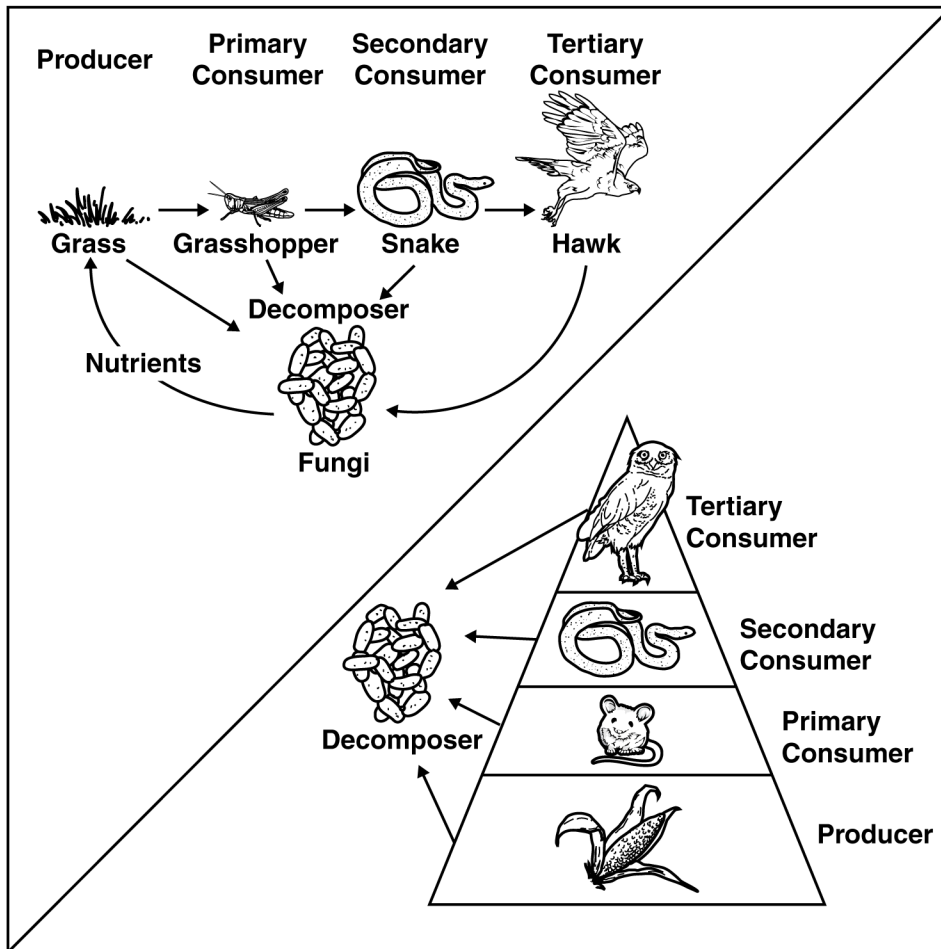 Producer
Primary
Consumer
Secondary
Consumer
Tertiary
Consumer
Grass
Grasshopper
Snake
Hawk
Decomposer
Nutrients
Fungi
Tertiary
Consumer
Secondary
Consumer
Primary
Consumer
Decomposer
Producer